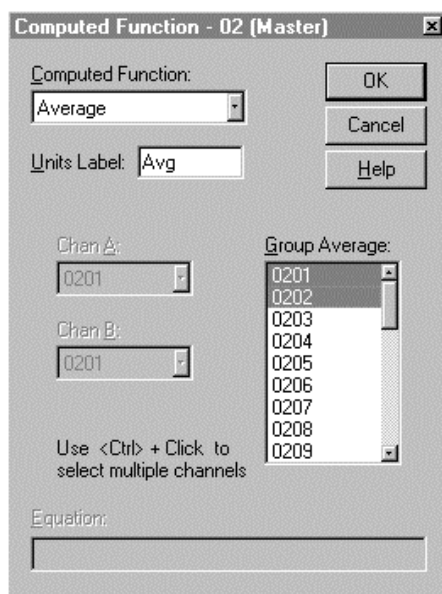 Computed Function - 02 (Master)
Computed Function:
Average
OK
Cancel
Units Label: Avg
Help
Chan A:
0201
Chan B:
0201
Group Average:
0201
0202
0203
0204
0205
0206
0207
0208
0209
Use <Ctrl> + Click to
select multiple channels
Equation: